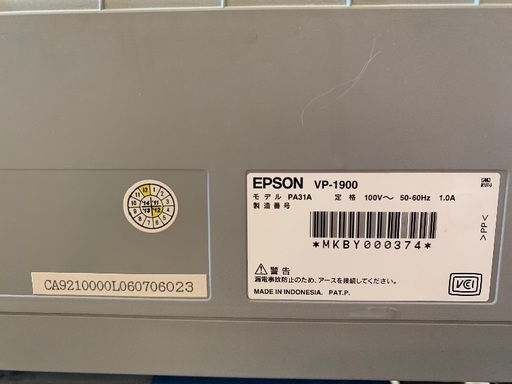 EPSON VP-1900
モデル PA31A 定格 100V～ 50-60Hz 1.0A
製造番号
*MKBY000374*
>PP<
警告
漏電事故防止のため、アースを接続してください。
MADE IN INDONESIA. PAT.P.
VCI
CA9210000L060706023